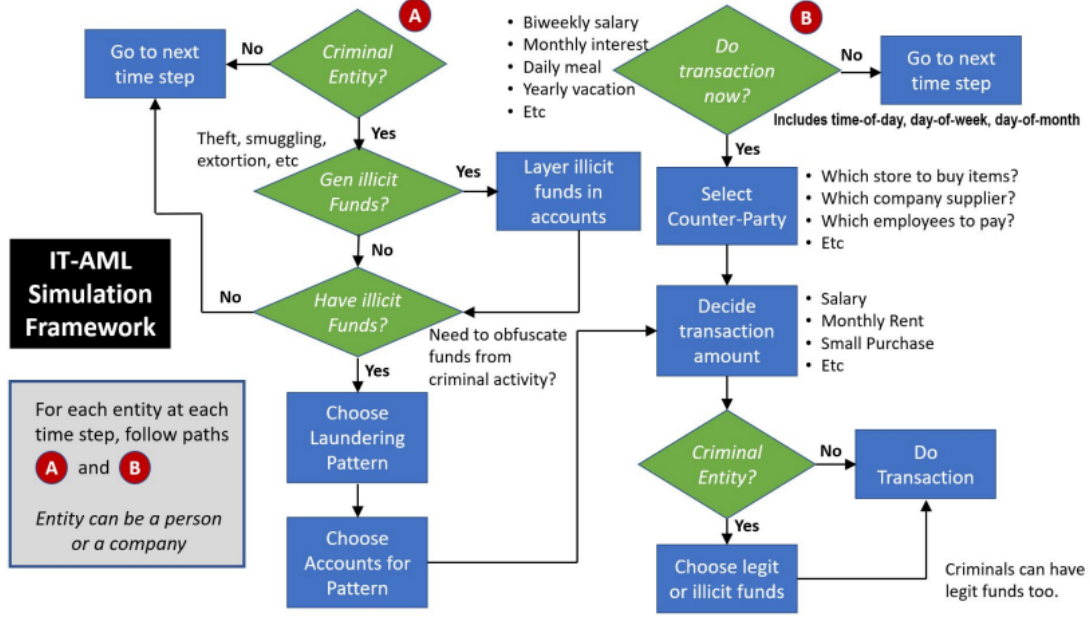 A
Criminal
Entity?
No
Go to next
time step
Yes
Theft, smuggling,
extortion, etc
Gen illicit
Funds?
Yes
Layer illicit
funds in
accounts
No
Have illicit
Funds?
No
Need to obfuscate
funds from
criminal activity?
Yes
Choose
Laundering
Pattern
Choose
Accounts for
Pattern
IT-AML
Simulation
Framework
For each entity at each
time step, follow paths
A and B
Entity can be a person
or a company
B
• Biweekly salary
• Monthly interest
• Daily meal
• Yearly vacation
• Etc
Do
transaction
now?
No
Go to next
time step
Includes time-of-day, day-of-week, day-of-month
Yes
Select
Counter-Party
• Which store to buy items?
• Which company supplier?
• Which employees to pay?
• Etc
Decide
transaction
amount
• Salary
• Monthly Rent
• Small Purchase
• Etc
Criminal
Entity?
No
Do
Transaction
Yes
Choose legit
or illicit funds
Criminals can have
legit funds too.